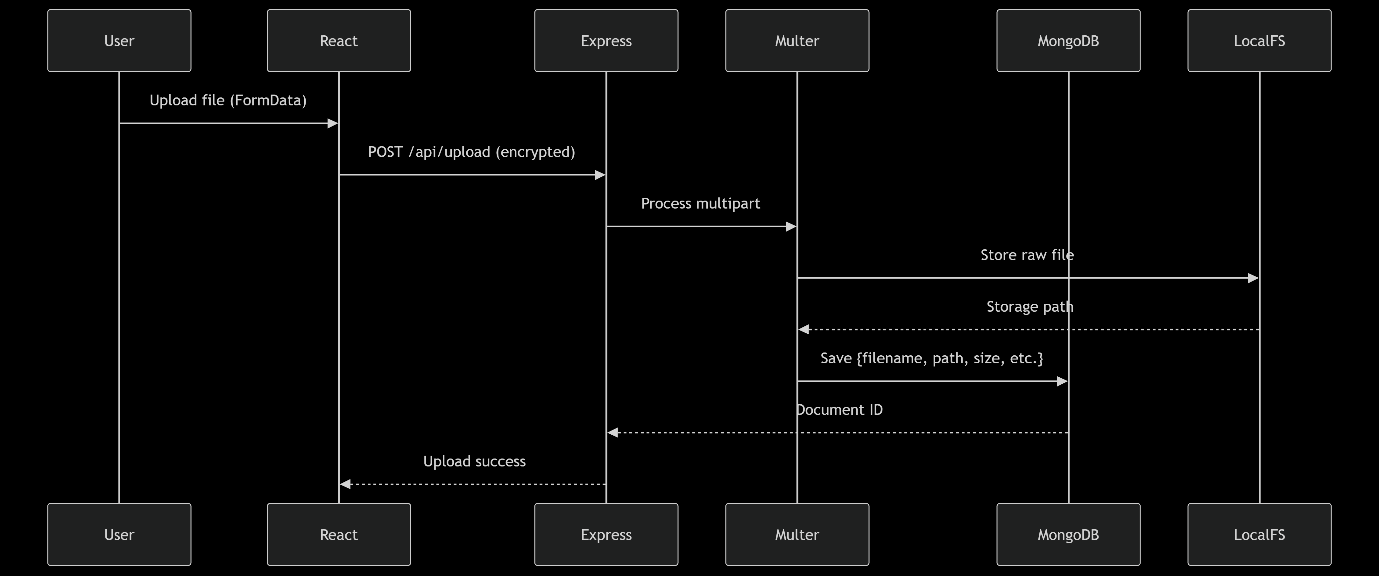 User
React
Express
Multer
MongoDB
LocalFS
Upload file (FormData)
POST /api/upload (encrypted)
Process multipart
Store raw file
Storage path
Save {filename, path, size, etc.}
Document ID
Upload success
User
React
Express
Multer
MongoDB
LocalFS